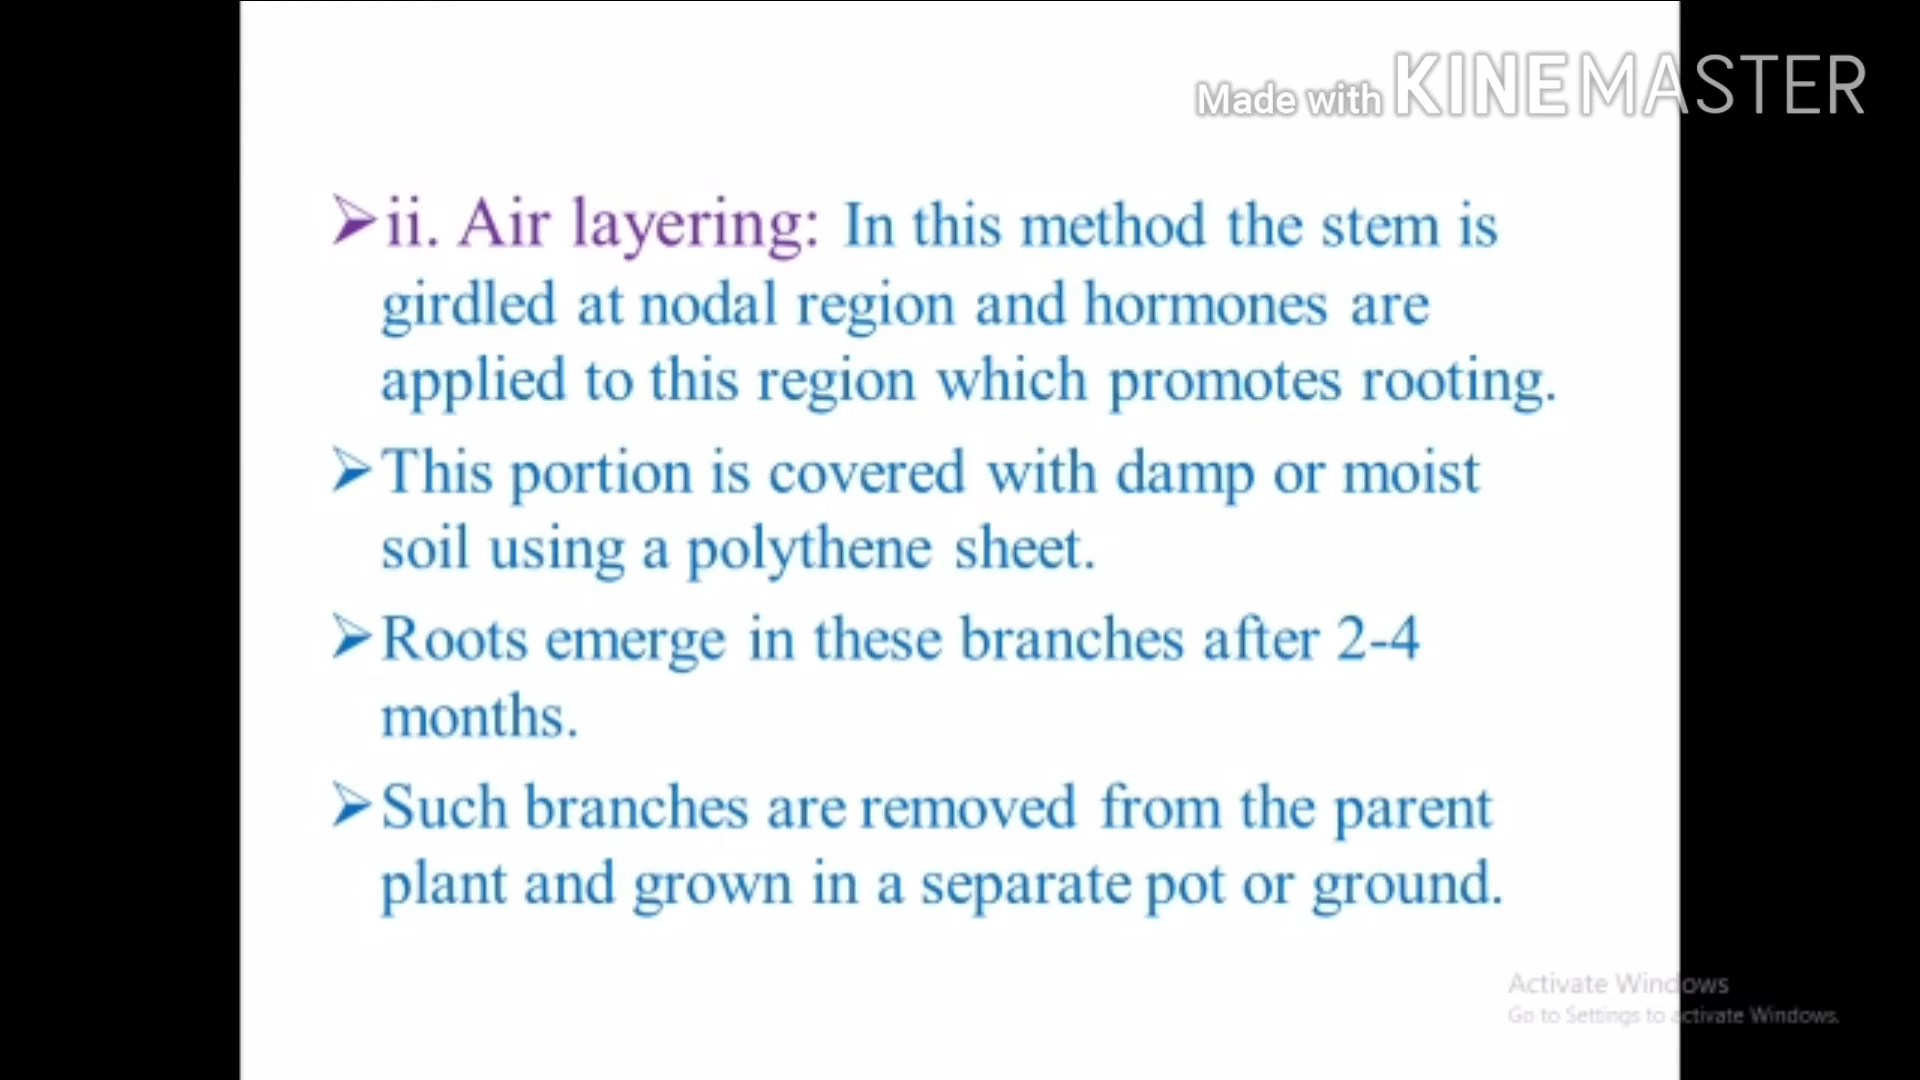 Made with KINEMASTER
➢ii. Air layering: In this method the stem is
girdled at nodal region and hormones are
applied to this region which promotes rooting.
➢This portion is covered with damp or moist
soil using a polythene sheet.
➢Roots emerge in these branches after 2-4
months.
➢Such branches are removed from the parent
plant and grown in a separate pot or ground.
Activate Windows
Go to Settings to activate Windows.